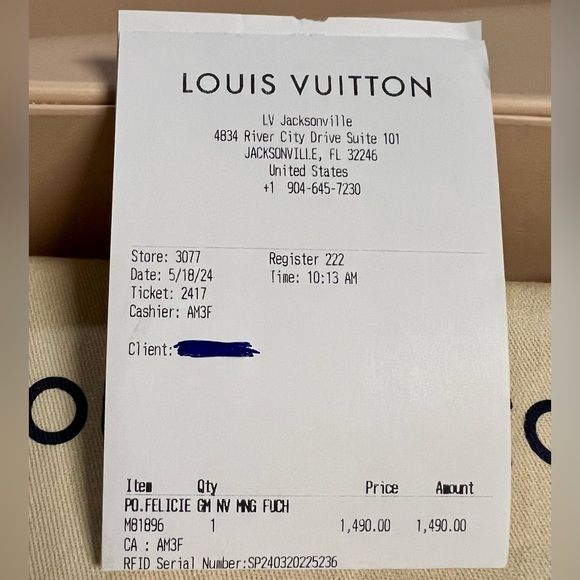 LOUIS VUITTON
LV Jacksonville
4834 River City Drive Suite 101
JACKSONVILLE, FL 32246
United States
+1 904-645-7230
Store: 3077 Register 222
Date: 5/18/24 Time: 10:13 AM
Ticket: 2417
Cashier: AM3F
Client:
Item Qty Price Amount
PO.FELICIE GM NV MNG FUCH
M81896 1 1,490.00 1,490.00
CA : AM3F
RFID Serial Number:SP240320225236